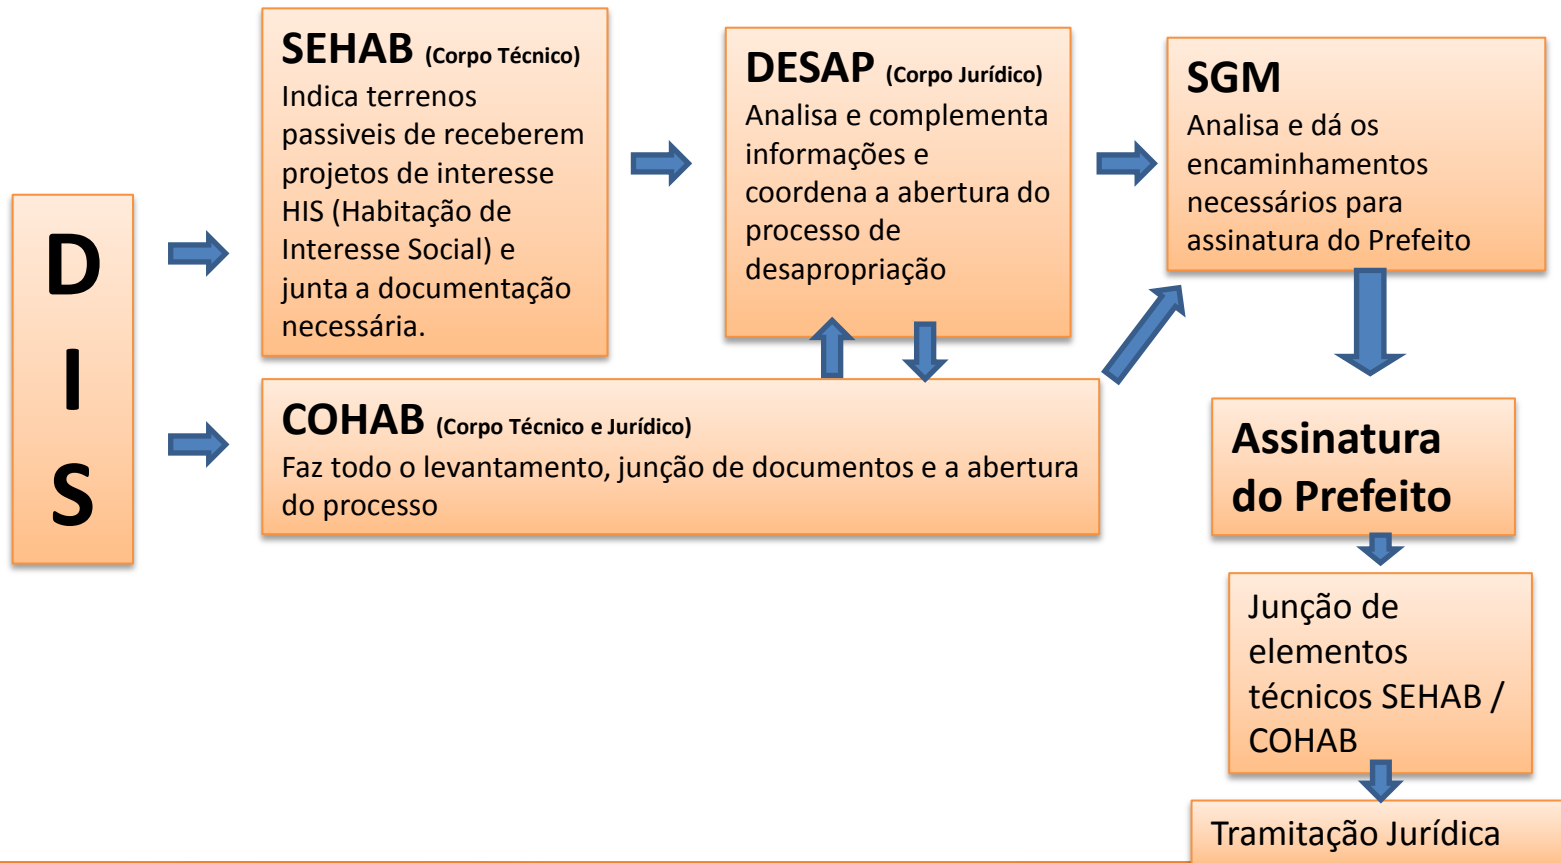 D
I
S
SEHAB (Corpo Técnico)
Indica terrenos
passiveis de receberem
projetos de interesse
HIS (Habitação de
Interesse Social) e
junta a documentação
necessária.
DESAP (Corpo Jurídico)
Analisa e complementa
informações e
coordena a abertura do
processo de
desapropriação
SGM
Analisa e dá os
encaminhamentos
necessários para
assinatura do Prefeito
COHAB (Corpo Técnico e Jurídico)
Faz todo o levantamento, junção de documentos e a abertura
do processo
Assinatura
do Prefeito
Junção de
elementos
técnicos SEHAB /
COHAB
Tramitação Jurídica